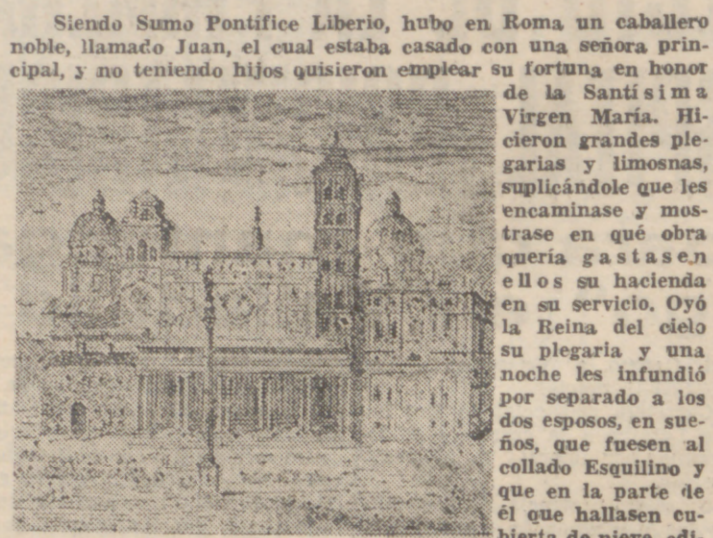 Siendo Sumo Pontífice Liberio, hubo en Roma un caballero
noble, llamado Juan, el cual estaba casado con una señora prin-
cipal, y no teniendo hijos quisieron emplear su fortuna en honor
de la Santísima
Virgen María. Hi-
cieron grandes ple-
garias y limosnas,
suplicándole que les
encaminase y mos-
trase en qué obra
quería gastasen
ellos su hacienda
en su servicio. Oyó
la Reina del cielo
su plegaria y una
noche les infundió
por separado a los
dos esposos, en sue-
ños, que fuesen al
collado Esquilino y
que en la parte de
él que hallasen cu-
bierta de nieve, edi-